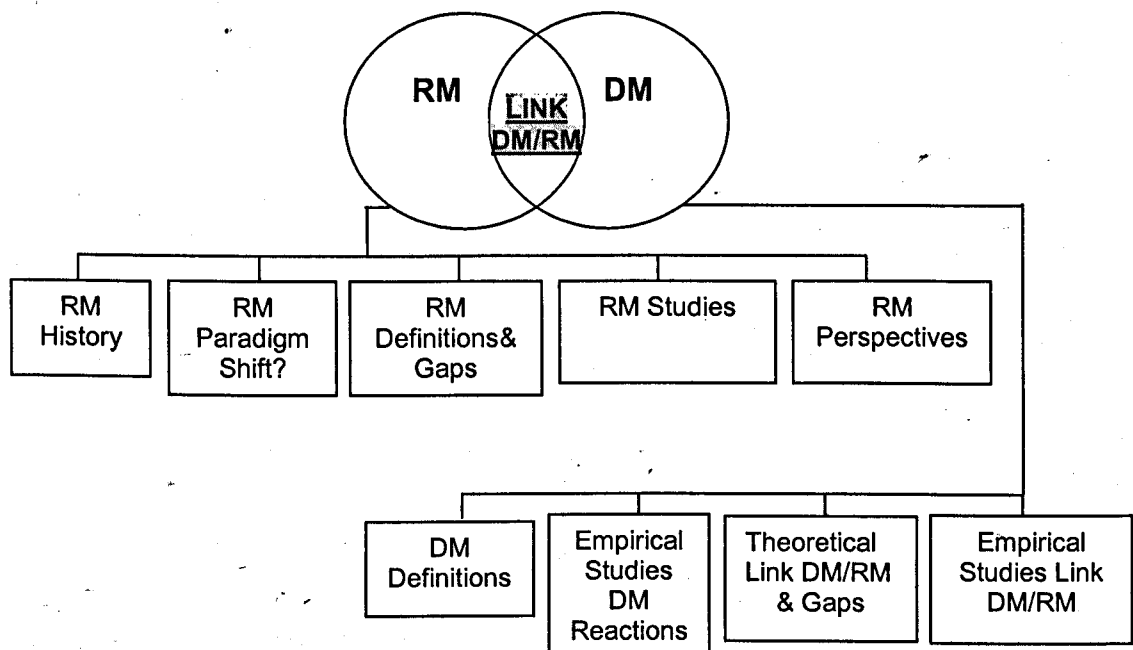 RM
DM
LINK
DM/RM
RM
History
RM
Paradigm
Shift?
RM
Definitions&
Gaps
RM Studies
RM
Perspectives
DM
Definitions
Empirical
Studies
DM
Reactions
Theoretical
Link DM/RM
& Gaps
Empirical
Studies Link
DM/RM